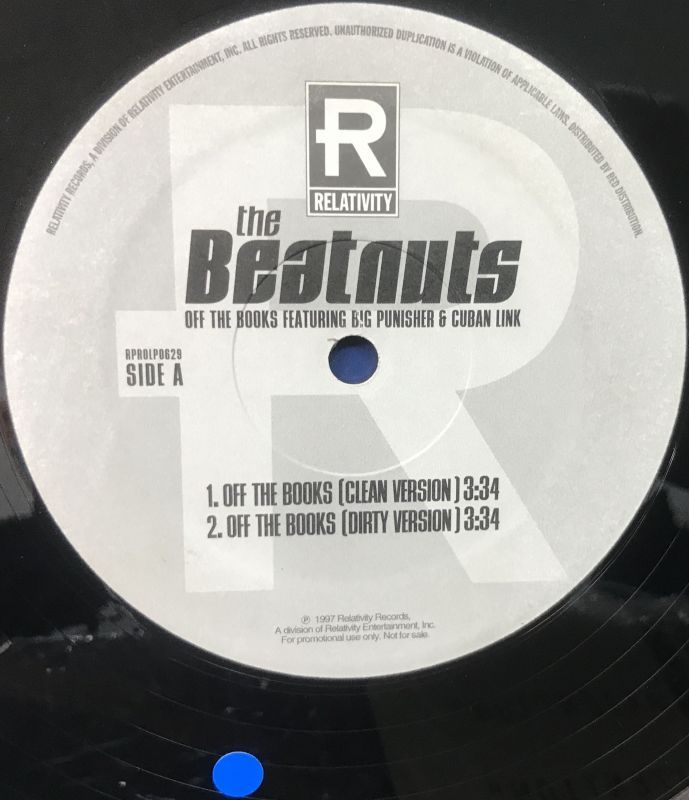 RELATIVITY RECORDS, A DIVISION OF RELATIVITY ENTERTAINMENT, INC. ALL RIGHTS RESERVED. UNAUTHORIZED DUPLICATION IS A VIOLATION OF APPLICABLE LAWS. DISTRIBUTED BY RED DISTRIBUTION.
R
RELATIVITY
the
Beatnuts
OFF THE BOOKS FEATURING BIG PUNISHER & CUBAN LINK
RPROLP0629
SIDE A
1. OFF THE BOOKS (CLEAN VERSION) 3:34
2. OFF THE BOOKS (DIRTY VERSION) 3:34
℗ 1997 Relativity Records,
A division of Relativity Entertainment, Inc.
For promotional use only, Not for sale.